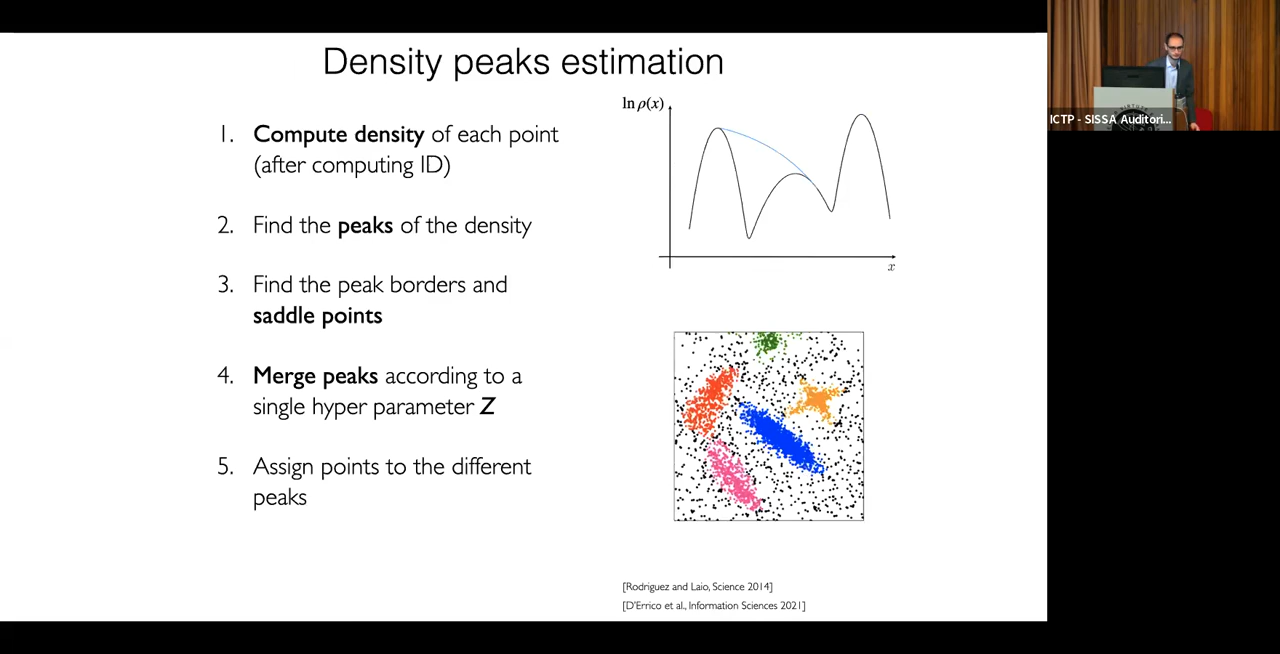 Density peaks estimation
1. Compute density of each point
(after computing ID)
2. Find the peaks of the density
3. Find the peak borders and
saddle points
4. Merge peaks according to a
single hyper parameter Z
5. Assign points to the different
peaks
ln ρ(x)
x
[Rodriguez and Laio, Science 2014]
[D'Errico et al., Information Sciences 2021]
ICTP - SISSA Auditori...